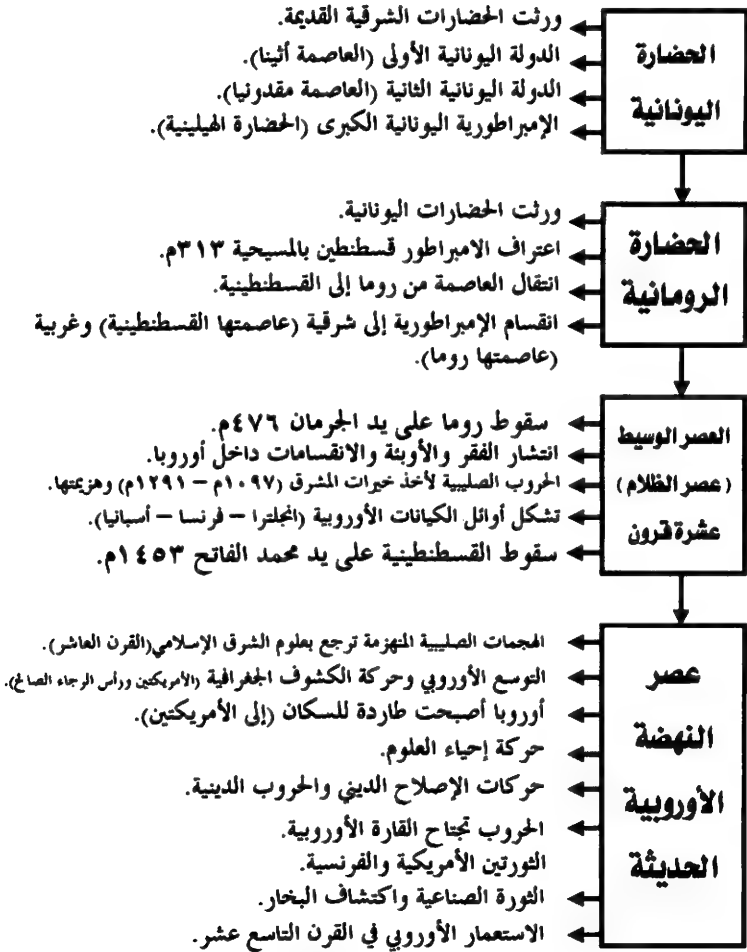 الحضارة
اليونانية
ورثت الحضارات الشرقية القديمة.
الدولة اليونانية الأولى (العاصمة أثينا).
الدولة اليونانية الثانية (العاصمة مقدونيا).
الإمبراطورية اليونانية الكبرى (الحضارة الهيلينية).
الحضارة
الرومانية
ورثت الحضارات اليونانية.
اعتراف الامبراطور قسطنطين بالمسيحية ٣١٣م.
انتقال العاصمة من روما إلى القسطنطينية.
انقسام الإمبراطورية إلى شرقية (عاصمتها القسطنطينية) وغربية
(عاصمتها روما).
العصر الوسيط
(عصر الظلام)
عشرة قرون
سقوط روما على يد الجرمان ٤٧٦م.
انتشار الفقر والأوبئة والانقسامات داخل أوروبا.
الحروب الصليبية لأخذ خيرات المشرق (١٠٩٧م – ١٢٩١م) وهزيمتها.
تشكل أوائل الكيانات الأوروبية (انجلترا – فرنسا – أسبانيا).
سقوط القسطنطينية على يد محمد الفاتح ١٤٥٣م.
عصر
النهضة
الأوروبية
الحديثة
الهجمات الصليبية المنهزمة ترجع بعلوم الشرق الإسلامي(القرن العاشر).
التوسع الأوروبي وحركة الكشوف الجغرافية (الأمريكتين ورأس الرجاء الصالح).
أوروبا أصبحت طاردة للسكان (إلى الأمريكتين).
حركة إحياء العلوم.
حركات الإصلاح الديني والحروب الدينية.
الحروب تجتاح القارة الأوروبية.
الثورتين الأمريكية والفرنسية.
الثورة الصناعية واكتشاف البخار.
الاستعمار الأوروبي في القرن التاسع عشر.